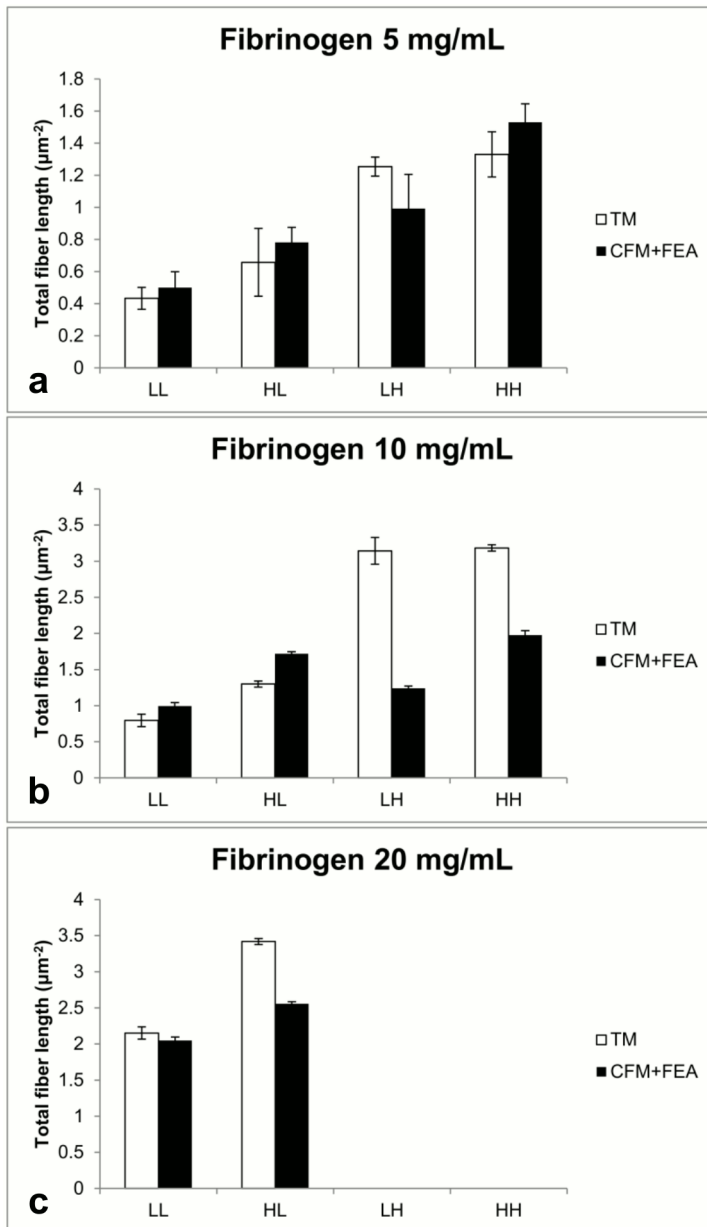 Fibrinogen 5 mg/mL
Total fiber length (µm⁻²)
1.8
1.6
1.4
1.2
1
0.8
0.6
0.4
0.2
0
LL HL LH HH
TM
CFM+FEA
a
Fibrinogen 10 mg/mL
Total fiber length (µm⁻²)
4
3.5
3
2.5
2
1.5
1
0.5
0
LL HL LH HH
TM
CFM+FEA
b
Fibrinogen 20 mg/mL
Total fiber length (µm⁻²)
4
3.5
3
2.5
2
1.5
1
0.5
0
LL HL LH HH
TM
CFM+FEA
c